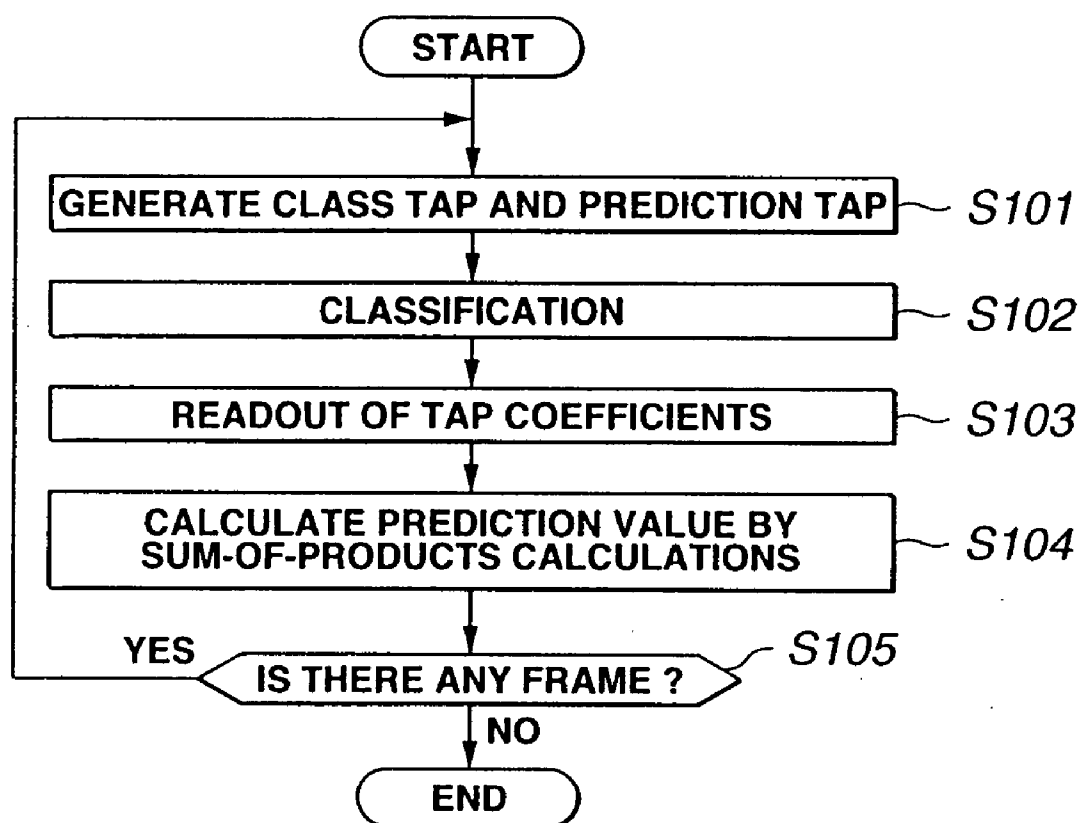 START
GENERATE CLASS TAP AND PREDICTION TAP
S101
CLASSIFICATION
S102
READOUT OF TAP COEFFICIENTS
S103
CALCULATE PREDICTION VALUE BY
SUM-OF-PRODUCTS CALCULATIONS
S104
YES
IS THERE ANY FRAME ?
S105
NO
END